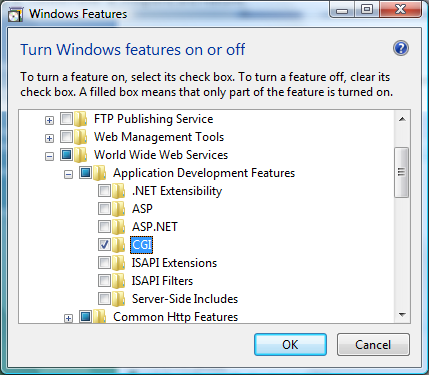 Windows Features
Turn Windows features on or off
To turn a feature on, select its check box. To turn a feature off, clear its
check box. A filled box means that only part of the feature is turned on.
FTP Publishing Service
Web Management Tools
World Wide Web Services
Application Development Features
.NET Extensibility
ASP
ASP.NET
CGI
ISAPI Extensions
ISAPI Filters
Server-Side Includes
Common Http Features
OK
Cancel